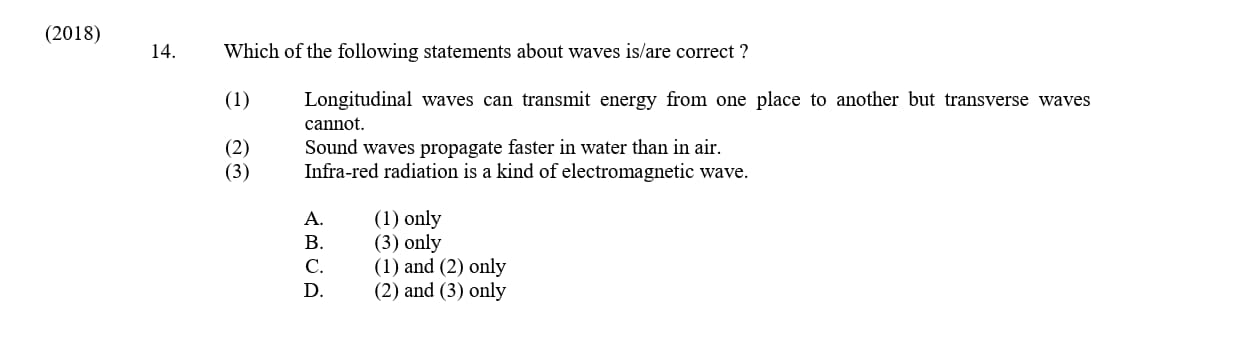 (2018)
14. Which of the following statements about waves is/are correct ?
(1) Longitudinal waves can transmit energy from one place to another but transverse waves
cannot.
(2) Sound waves propagate faster in water than in air.
(3) Infra-red radiation is a kind of electromagnetic wave.
A. (1) only
B. (3) only
C. (1) and (2) only
D. (2) and (3) only